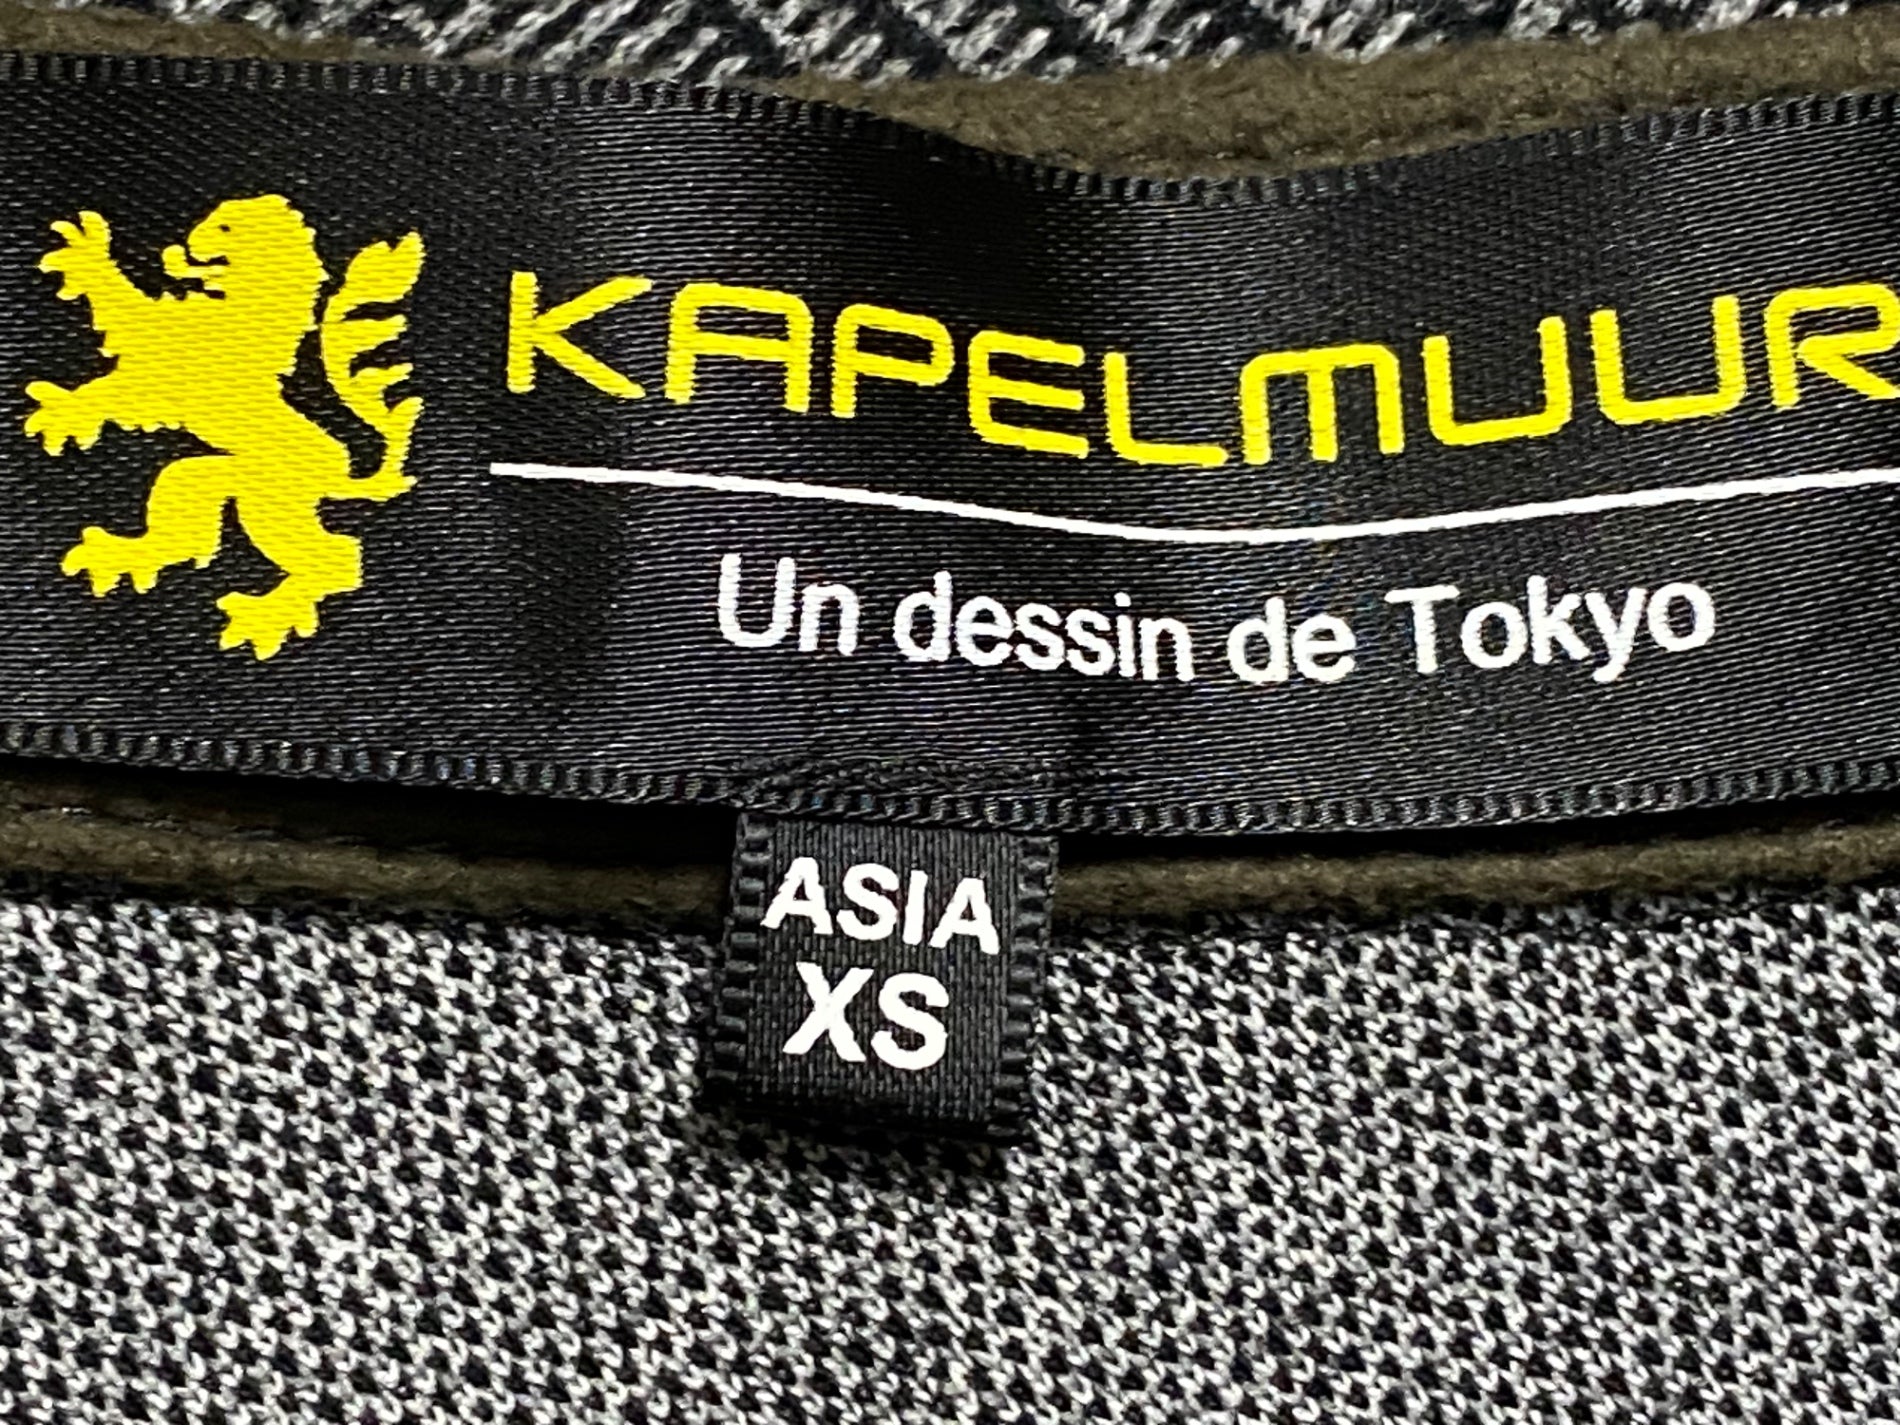 KAPELMUUR
Un dessin de Tokyo
ASIA
XS